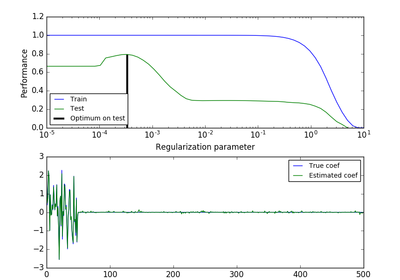 1.2
1.0
0.8
0.6
0.4
0.2
0.0
Performance
Train
Test
Optimum on test
10^-5 10^-4 10^-3 10^-2 10^-1 10^0 10^1
Regularization parameter
3
2
1
0
−1
−2
−3
True coef
Estimated coef
0 100 200 300 400 500